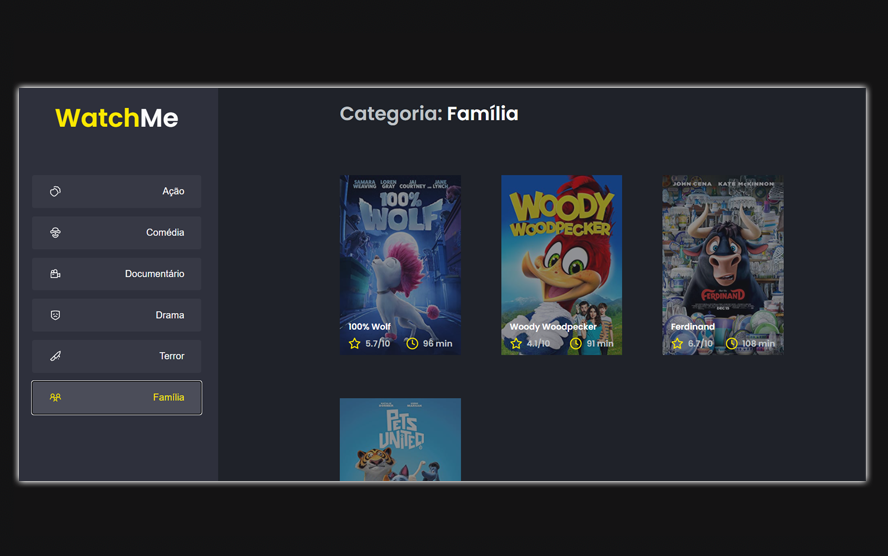 WatchMe
Categoria: Família
Ação
Comédia
Documentário
Drama
Terror
Família
SAMARA WEAVING LOREN GRAY JAI COURTNEY AND JANE LYNCH
100%
WOLF
100% Wolf
5.7/10 96 min
WOODY
WOODPECKER
Woody Woodpecker
4.1/10 91 min
JOHN CENA KATE McKINNON
FERDINAND
Ferdinand
6.7/10 108 min
PETS
UNITED